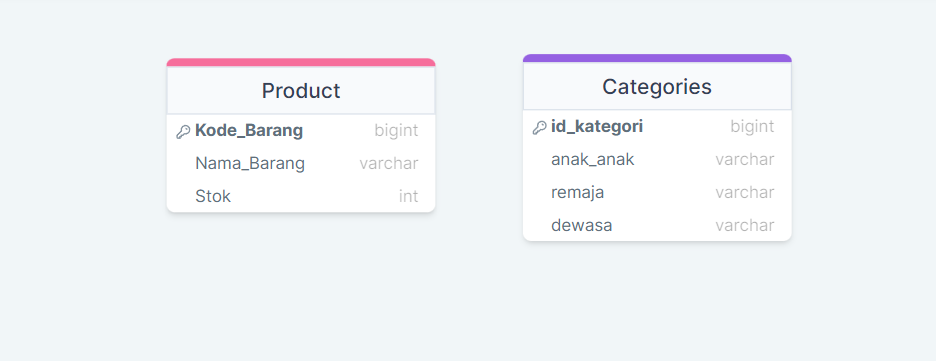 Product
Kode_Barang bigint
Nama_Barang varchar
Stok int
Categories
id_kategori bigint
anak_anak varchar
remaja varchar
dewasa varchar